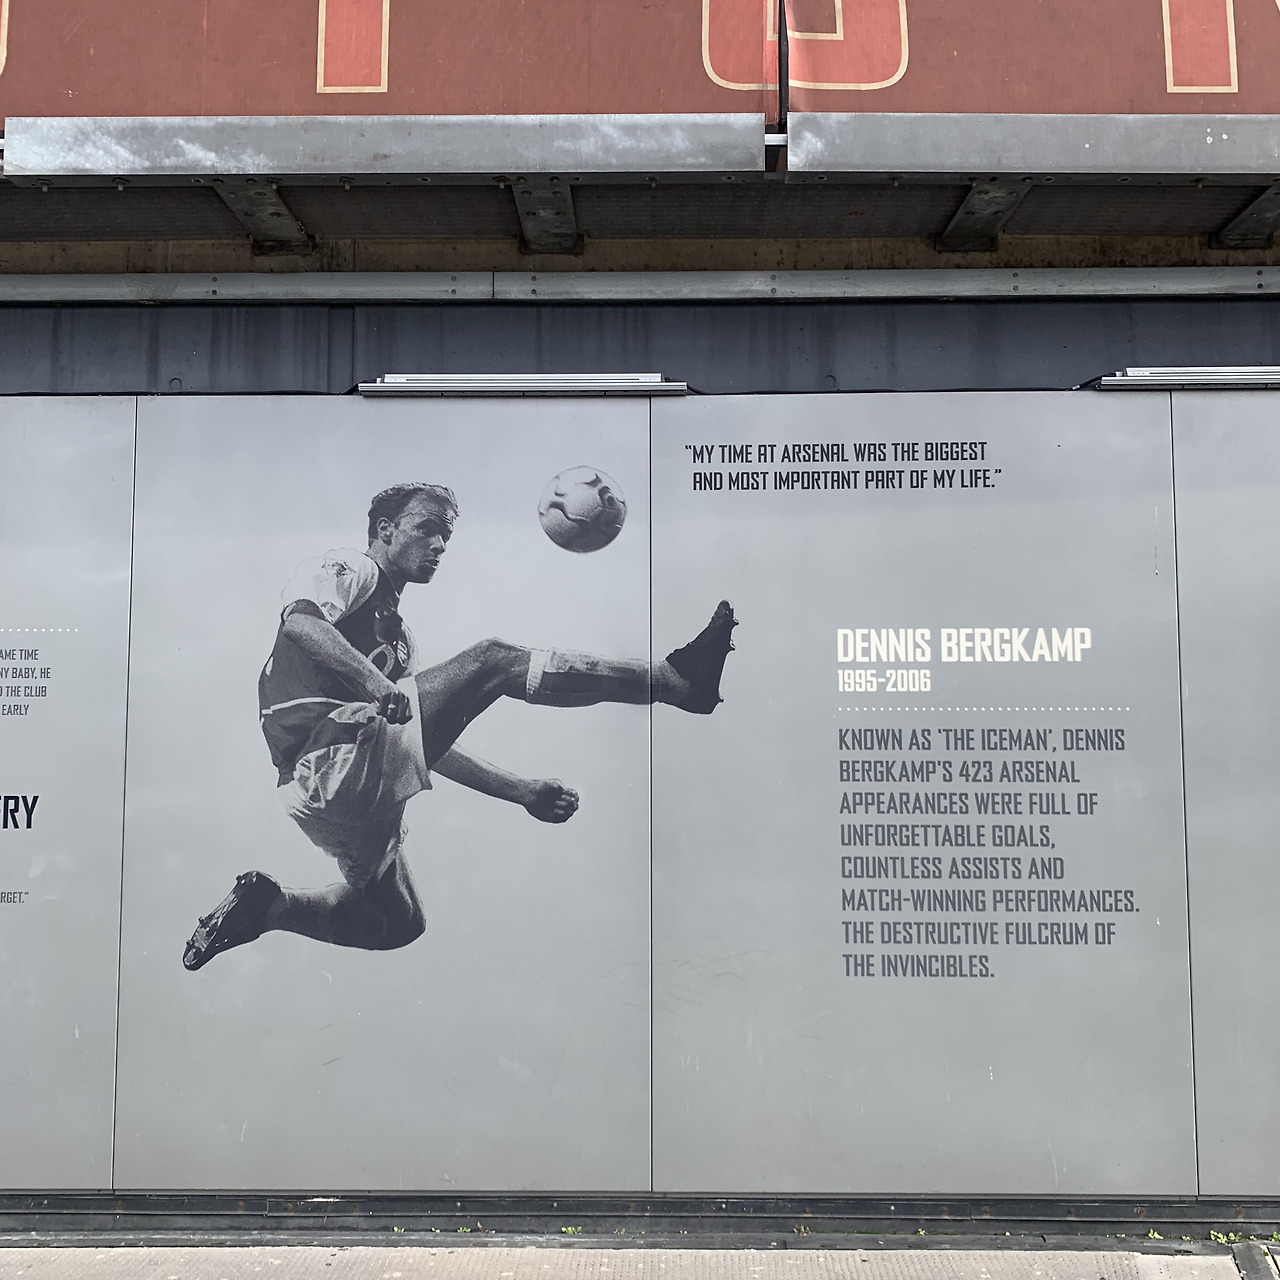 “MY TIME AT ARSENAL WAS THE BIGGEST
AND MOST IMPORTANT PART OF MY LIFE.”
DENNIS BERGKAMP
1995-2006
KNOWN AS ‘THE ICEMAN’, DENNIS
BERGKAMP'S 423 ARSENAL
APPEARANCES WERE FULL OF
UNFORGETTABLE GOALS,
COUNTLESS ASSISTS AND
MATCH-WINNING PERFORMANCES.
THE DESTRUCTIVE FULCRUM OF
THE INVINCIBLES.
AME TIME
NY BABY, HE
O THE CLUB
EARLY
ERY
RGET.”